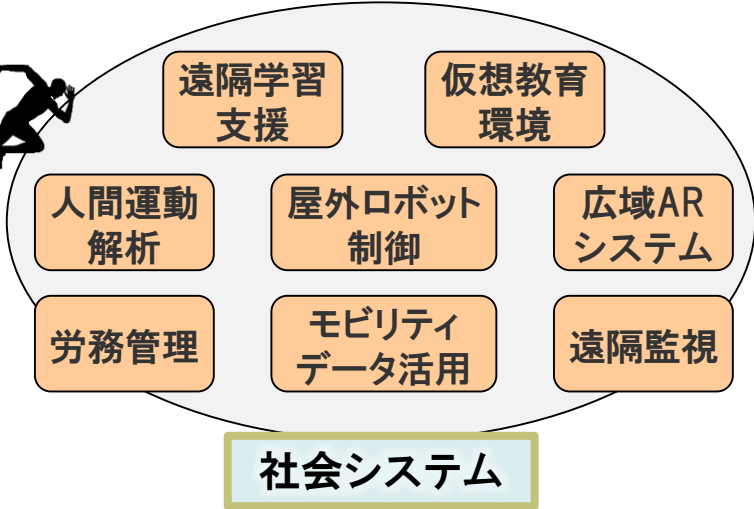 遠隔学習
支援
仮想教育
環境
人間運動
解析
屋外ロボット
制御
広域AR
システム
労務管理
モビリティ
データ活用
遠隔監視
社会システム